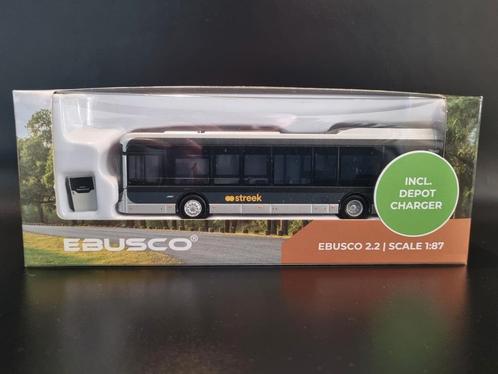 streek
INCL.
DEPOT
CHARGER
EBUSCO®
EBUSCO 2.2 | SCALE 1:87